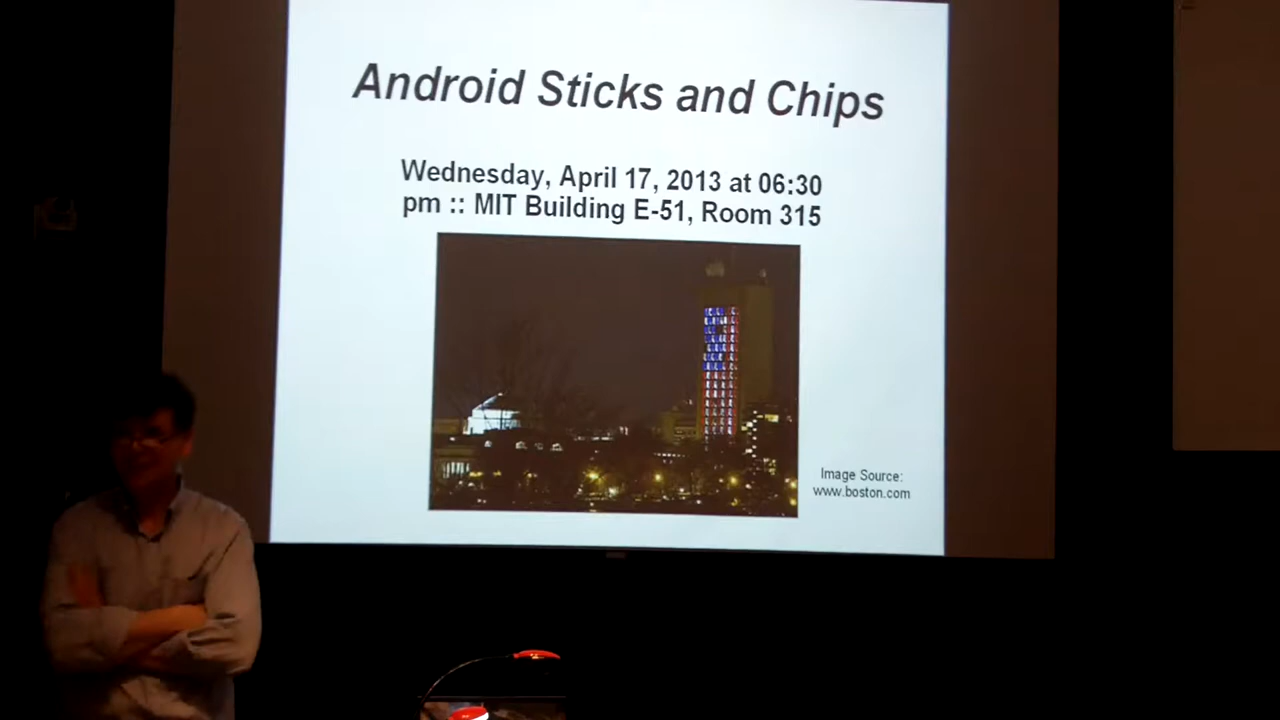 Android Sticks and Chips
Wednesday, April 17, 2013 at 06:30
pm :: MIT Building E-51, Room 315
Image Source:
www.boston.com